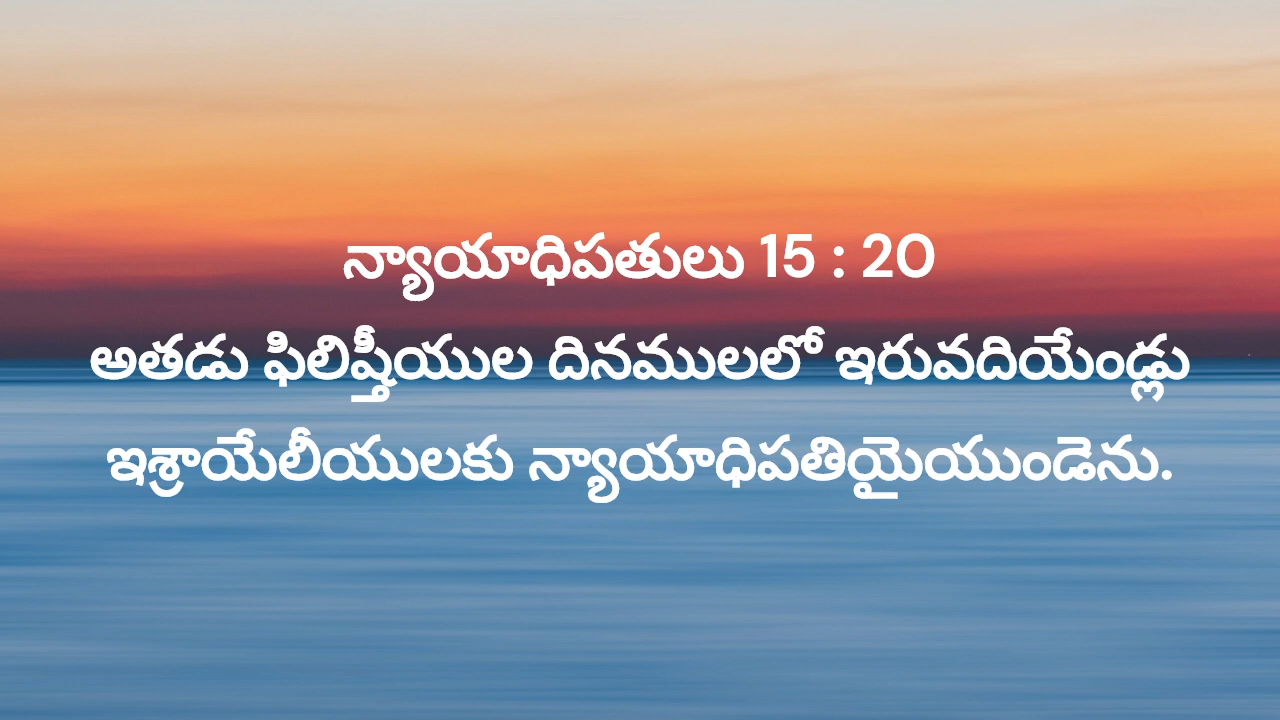 న్యాయాధిపతులు 15 : 20
అతడు ఫిలిష్తీయుల దినములలో ఇరువదియేండ్లు
ఇశ్రాయేలీయులకు న్యాయాధిపతియైయుండెను.